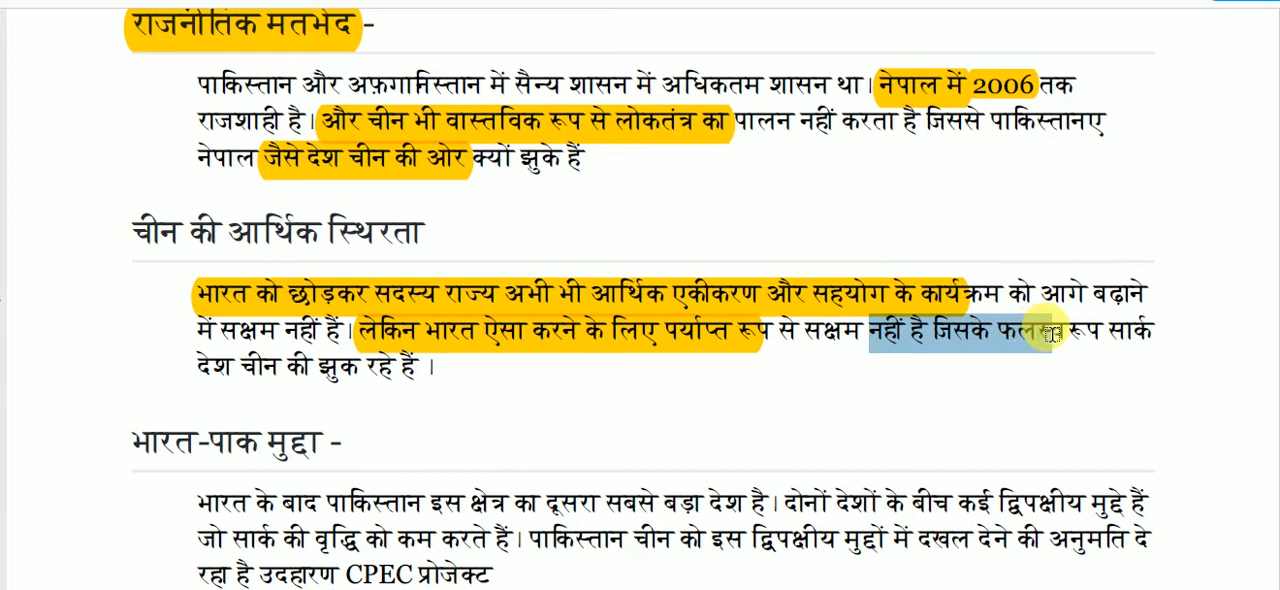 राजनीतिक मतभेद -
पाकिस्तान और अफ़गानिस्तान में सैन्य शासन में अधिकतम शासन था। नेपाल में 2006 तक
राजशाही है। और चीन भी वास्तविक रूप से लोकतंत्र का पालन नहीं करता है जिससे पाकिस्तानए
नेपाल जैसे देश चीन की ओर क्यों झुके हैं
चीन की आर्थिक स्थिरता
भारत को छोड़कर सदस्य राज्य अभी भी आर्थिक एकीकरण और सहयोग के कार्यक्रम को आगे बढ़ाने
में सक्षम नहीं हैं। लेकिन भारत ऐसा करने के लिए पर्याप्त रूप से सक्षम नहीं है जिसके फलस्वरूप सार्क
देश चीन की झुक रहे हैं ।
भारत-पाक मुद्दा -
भारत के बाद पाकिस्तान इस क्षेत्र का दूसरा सबसे बड़ा देश है। दोनों देशों के बीच कई द्विपक्षीय मुद्दे हैं
जो सार्क की वृद्धि को कम करते हैं। पाकिस्तान चीन को इस द्विपक्षीय मुद्दों में दखल देने की अनुमति दे
रहा है उदहारण CPEC प्रोजेक्ट